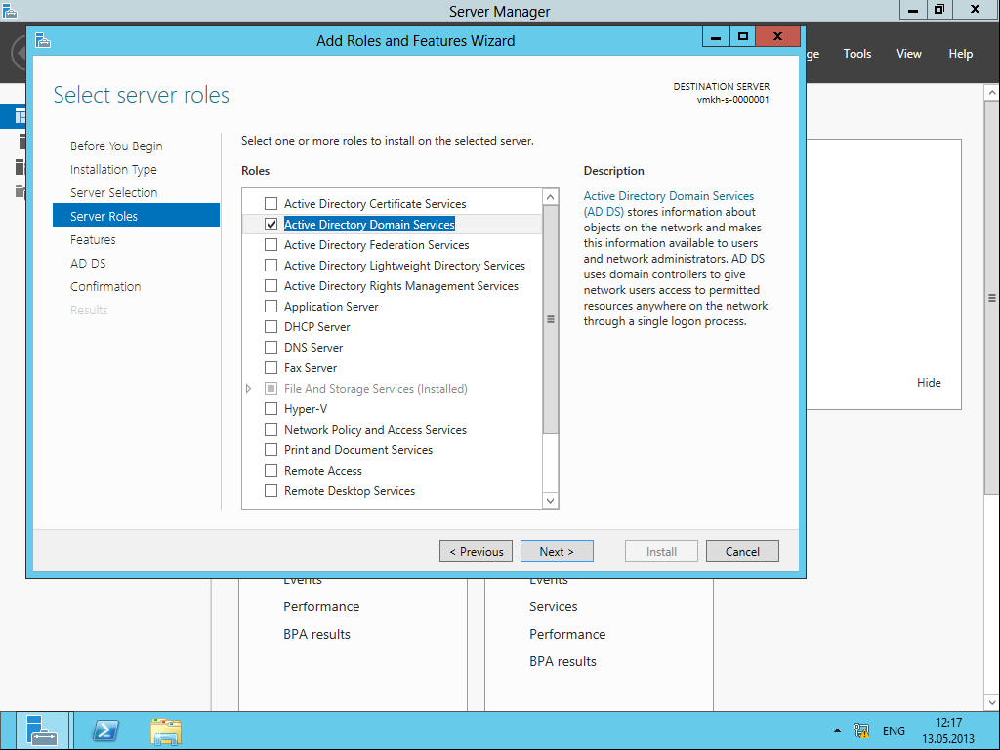 Server Manager
Add Roles and Features Wizard
Tools
View
Help
Select server roles
DESTINATION SERVER
vmkh-s-0000001
Before You Begin
Installation Type
Server Selection
Server Roles
Features
AD DS
Confirmation
Results
Select one or more roles to install on the selected server.
Roles
Active Directory Certificate Services
Active Directory Domain Services
Active Directory Federation Services
Active Directory Lightweight Directory Services
Active Directory Rights Management Services
Application Server
DHCP Server
DNS Server
Fax Server
File And Storage Services (Installed)
Hyper-V
Network Policy and Access Services
Print and Document Services
Remote Access
Remote Desktop Services
Description
Active Directory Domain Services
(AD DS) stores information about
objects on the network and makes
this information available to users
and network administrators. AD DS
uses domain controllers to give
network users access to permitted
resources anywhere on the network
through a single logon process.
Hide
< Previous
Next >
Install
Cancel
Events
Performance
BPA results
Events
Services
Performance
BPA results
ENG
12:17
13.05.2013